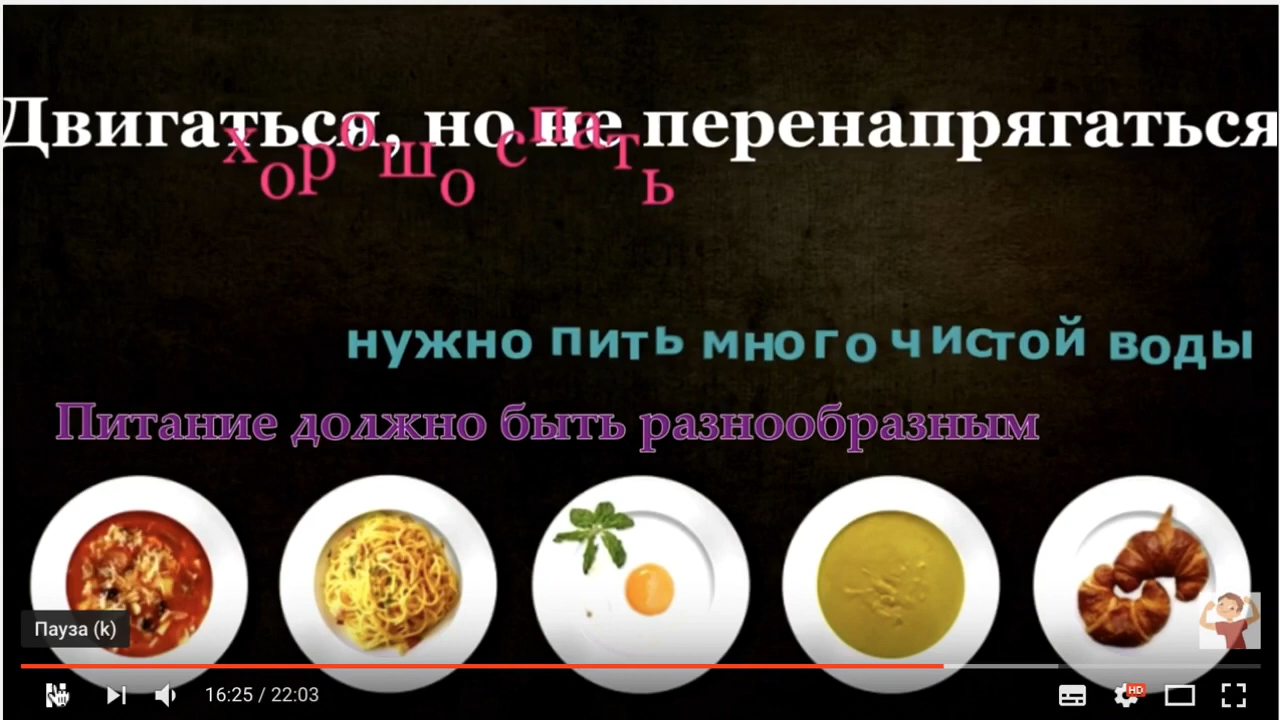 Двигаться, но не перенапрягаться
хорошо спать
нужно пить много чистой воды
Питание должно быть разнообразным
Пауза (k)
16:25 / 22:03
HD